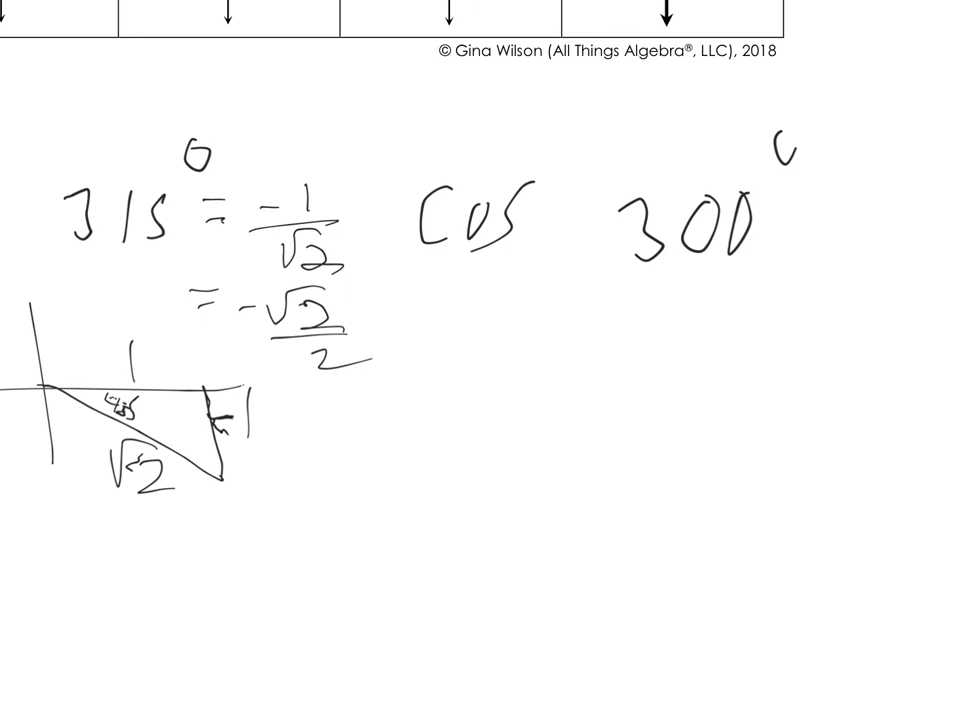 © Gina Wilson (All Things Algebra®, LLC), 2018
315° = -1/√2
= -√2/2
cos 300°
1
45
1
√2